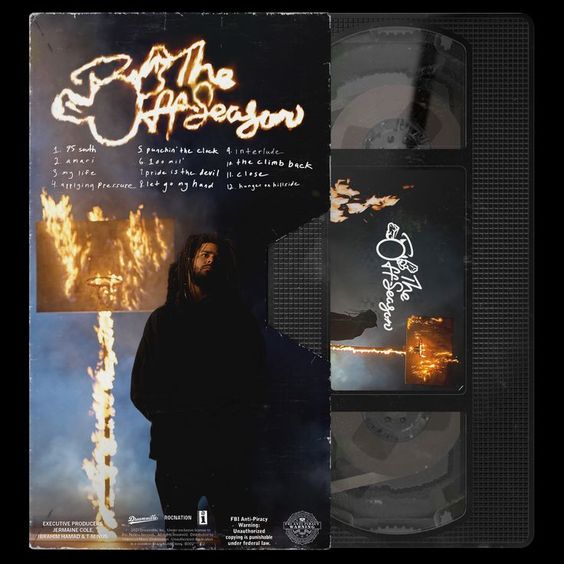 The
Off Season
1. 95 south
2. amari
3. my life
4. applying pressure
5. punchin' the clock
6. 100 mil'
7. pride is the devil
8. let go my hand
9. interlude
10. the climb back
11. close
12. hunger on hillside
The
Off
Season
EXECUTIVE PRODUCERS
JERMAINE COLE,
IBRAHIM HAMAD & T-MINUS
Dreamville
ROCNATION
FBI Anti-Piracy
Warning:
Unauthorized
copying is punishable
under federal law.